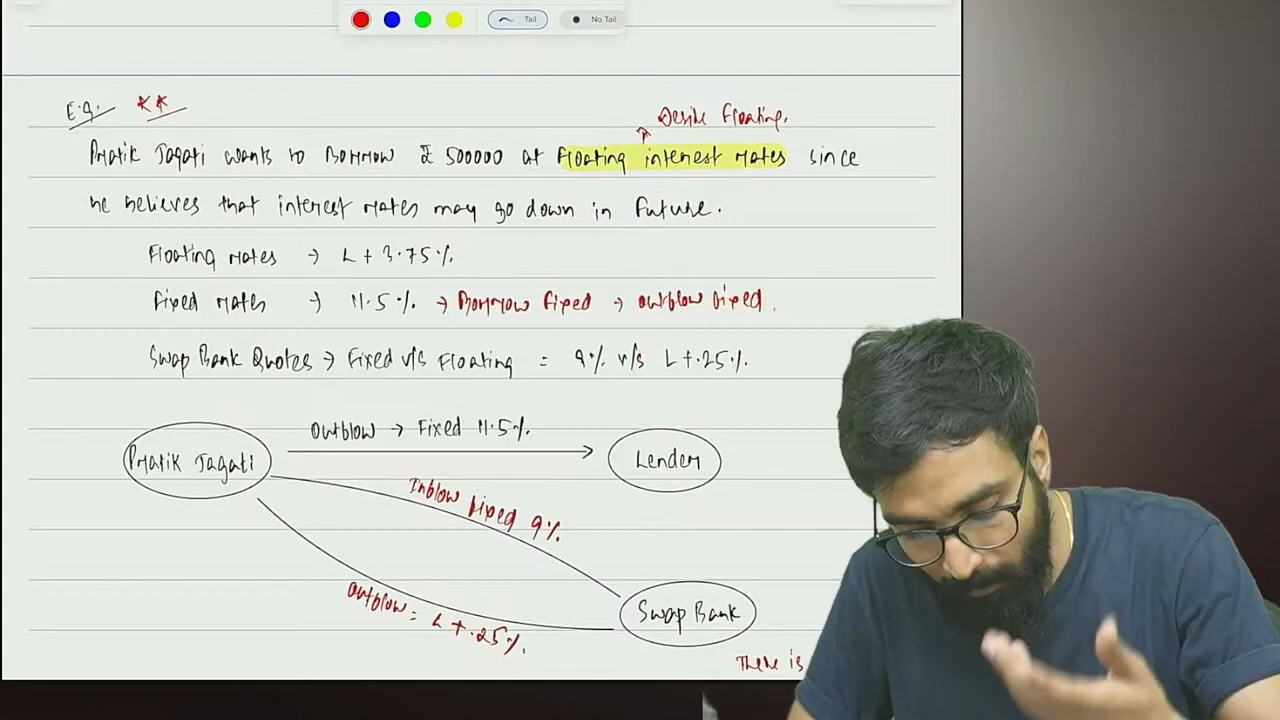 Tail
No Tail
E.g. **
Desire Floating.
Pratik Jagati wants to Borrow ₹ 500000 at Floating interest rates since
he believes that interest rates may go down in Future.
Floating rates → L + 3.75%.
Fixed rates → 11.5%. → Borrow fixed → outflow fixed.
Swap Bank Quotes → Fixed v/s Floating = 9% v/s L + .25%.
Outflow → Fixed 11.5%.
Pratik Jagati
Lender
Inflow fixed 9%.
Outflow = L + .25%.
Swap Bank
There is